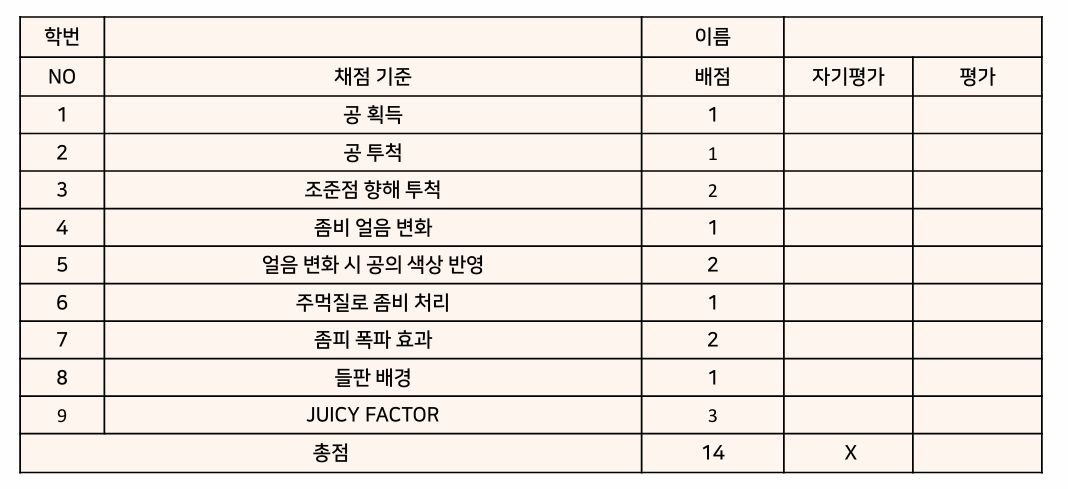 학번 이름
NO 채점 기준 배점 자기평가 평가
1 공 획득 1
2 공 투척 1
3 조준점 향해 투척 2
4 좀비 얼음 변화 1
5 얼음 변화 시 공의 색상 반영 2
6 주먹질로 좀비 처리 1
7 좀피 폭파 효과 2
8 들판 배경 1
9 JUICY FACTOR 3
총점 14 X